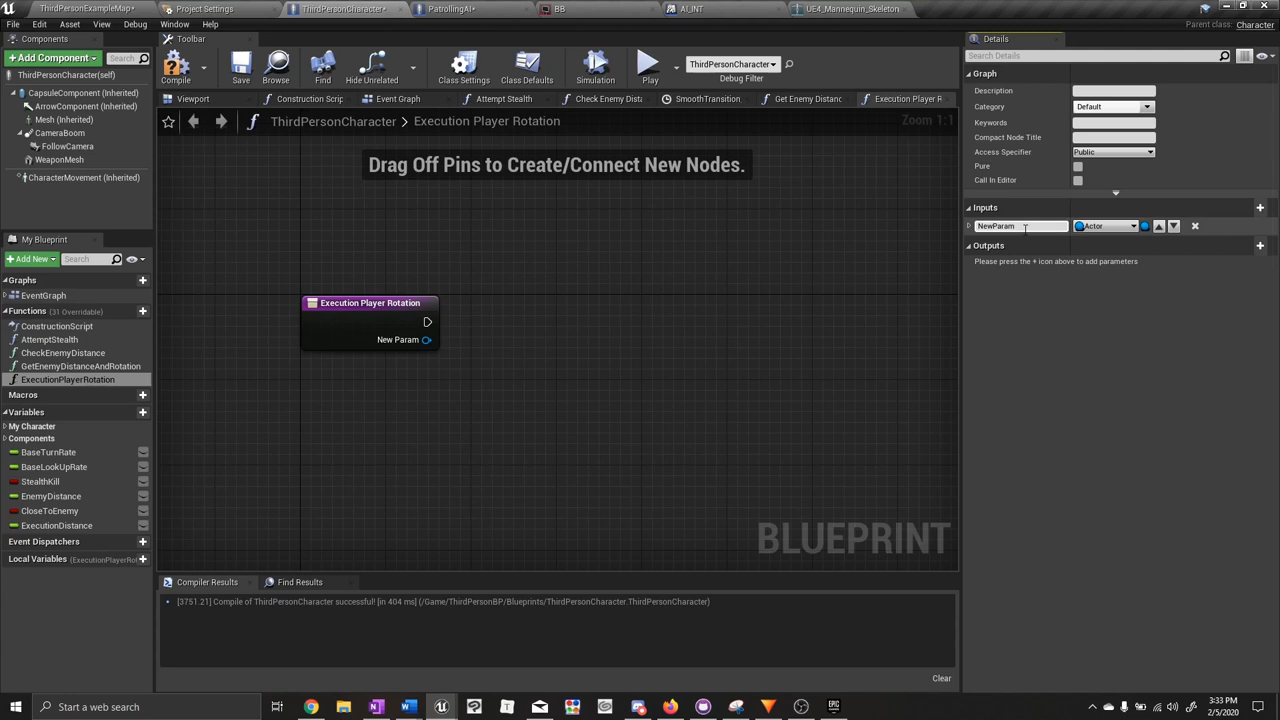 ThirdPersonExampleMap*
Project Settings
ThirdPersonCharacter*
PatrollingAI*
BB
AI_INT
UE4_Mannequin_Skeleton
File Edit Asset View Debug Window Help
Parent class: Character
Components
Toolbar
Details
+ Add Component
Search
ThirdPersonCharacter(self)
CapsuleComponent (Inherited)
ArrowComponent (Inherited)
Mesh (Inherited)
CameraBoom
FollowCamera
WeaponMesh
CharacterMovement (Inherited)
Compile
Save
Browse
Find
Hide Unrelated
Class Settings
Class Defaults
Simulation
Play
ThirdPersonCharacter
Debug Filter
Viewport
Construction Scrip
Event Graph
Attempt Stealth
Check Enemy Dista
SmoothTransition
Get Enemy Distanc
Execution Player R
ThirdPersonCharacter > Execution Player Rotation
Zoom 1:1
Drag Off Pins to Create/Connect New Nodes.
Execution Player Rotation
New Param
BLUEPRINT
My Blueprint
+ Add New
Search
Graphs
EventGraph
Functions (31 Overridable)
ConstructionScript
AttemptStealth
CheckEnemyDistance
GetEnemyDistanceAndRotation
ExecutionPlayerRotation
Macros
Variables
My Character
Components
BaseTurnRate
BaseLookUpRate
StealthKill
EnemyDistance
CloseToEnemy
ExecutionDistance
Event Dispatchers
Local Variables (ExecutionPlayerRot
Compiler Results
Find Results
[3751.21] Compile of ThirdPersonCharacter successful! [in 404 ms] (/Game/ThirdPersonBP/Blueprints/ThirdPersonCharacter.ThirdPersonCharacter)
Clear
Search Details
Graph
Description
Category
Default
Keywords
Compact Node Title
Access Specifier
Public
Pure
Call In Editor
Inputs
NewParam
Actor
Outputs
Please press the + icon above to add parameters
Start a web search
3:33 PM
2/5/2020